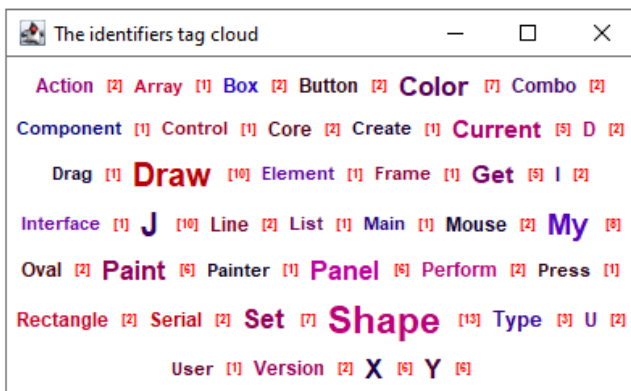 The identifiers tag cloud
Action [2] Array [1] Box [2] Button [2] Color [7] Combo [2]
Component [1] Control [1] Core [2] Create [1] Current [5] D [2]
Drag [1] Draw [10] Element [1] Frame [1] Get [5] I [2]
Interface [1] J [10] Line [2] List [1] Main [1] Mouse [2] My [8]
Oval [2] Paint [6] Painter [1] Panel [6] Perform [2] Press [1]
Rectangle [2] Serial [2] Set [7] Shape [13] Type [3] U [2]
User [1] Version [2] X [6] Y [6]